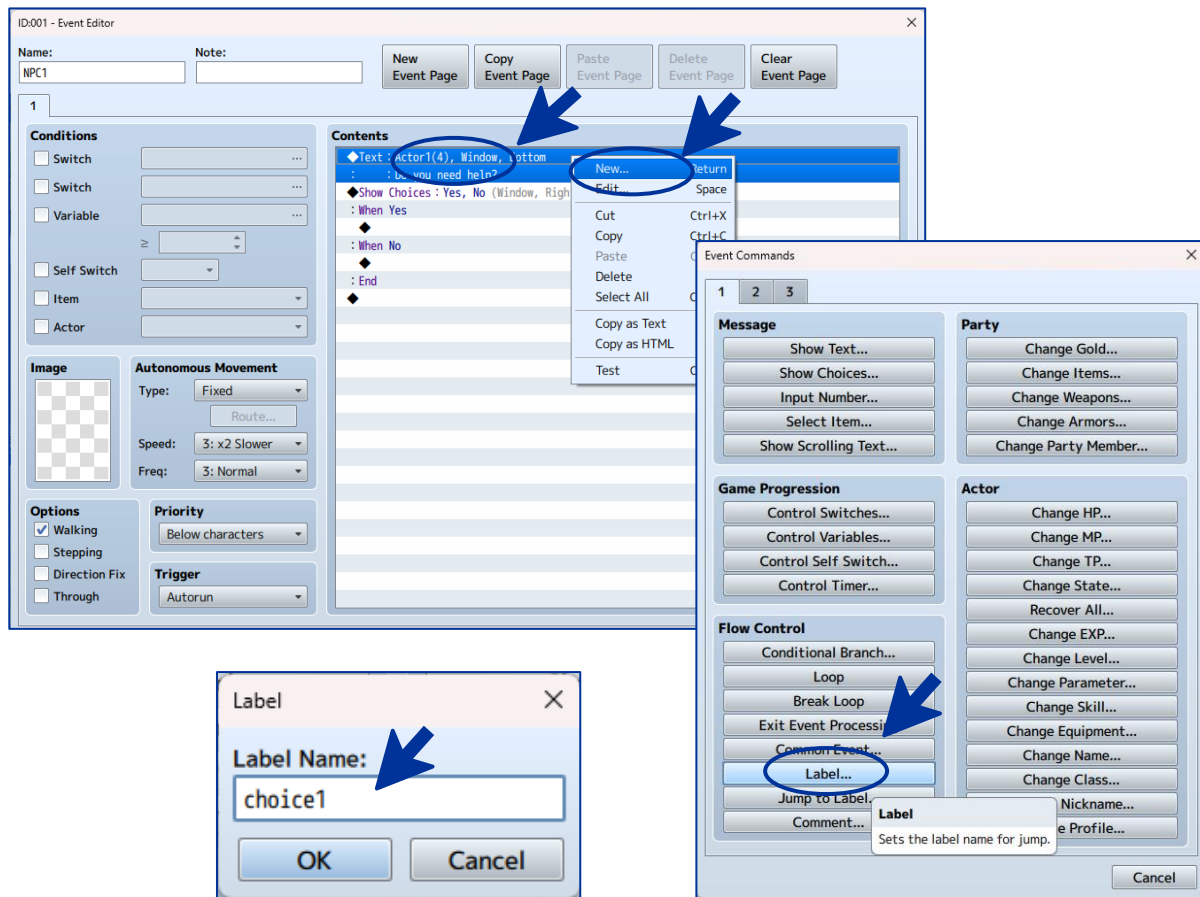 ID:001 - Event Editor
Name:
Note:
NPC1
New
Event Page
Copy
Event Page
Paste
Event Page
Delete
Event Page
Clear
Event Page
1
Conditions
Switch
...
Switch
...
Variable
...
≥
Self Switch
Item
Actor
Image
Autonomous Movement
Type:
Fixed
Route...
Speed:
3: x2 Slower
Freq:
3: Normal
Options
Walking
Stepping
Direction Fix
Through
Priority
Below characters
Trigger
Autorun
Contents
◆Text : Actor1(4), Window, Bottom
: : Do you need help?
◆Show Choices : Yes, No (Window, Righ
: When Yes
◆
: When No
◆
: End
◆
New... Return
Edit... Space
Cut Ctrl+X
Copy Ctrl+C
Paste
Delete
Select All
Copy as Text
Copy as HTML
Test
Event Commands
1 2 3
Message
Show Text...
Show Choices...
Input Number...
Select Item...
Show Scrolling Text...
Game Progression
Control Switches...
Control Variables...
Control Self Switch...
Control Timer...
Flow Control
Conditional Branch...
Loop
Break Loop
Exit Event Processin
Common Event...
Label...
Jump to Label...
Comment...
Party
Change Gold...
Change Items...
Change Weapons...
Change Armors...
Change Party Member...
Actor
Change HP...
Change MP...
Change TP...
Change State...
Recover All...
Change EXP...
Change Level...
Change Parameter...
Change Skill...
Change Equipment...
Change Name...
Change Class...
Nickname...
e Profile...
Label
Sets the label name for jump.
Cancel
Label
Label Name:
choice1
OK
Cancel